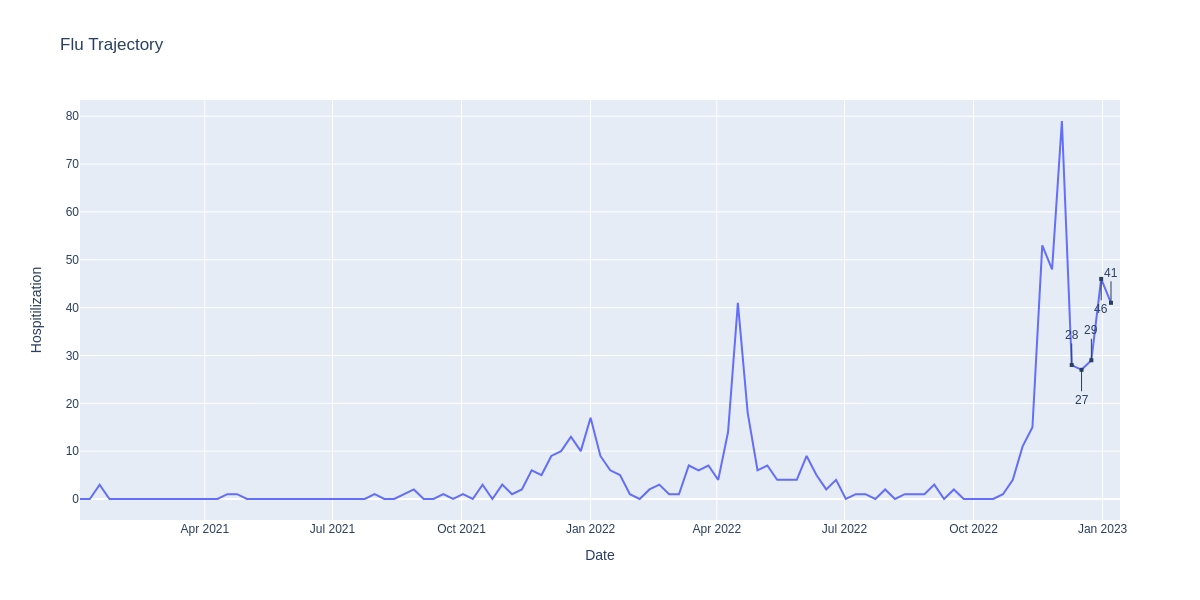 Flu Trajectory
Hospitilization
80
70
60
50
40
30
20
10
0
41
46
28
29
27
Apr 2021
Jul 2021
Oct 2021
Jan 2022
Apr 2022
Jul 2022
Oct 2022
Jan 2023
Date